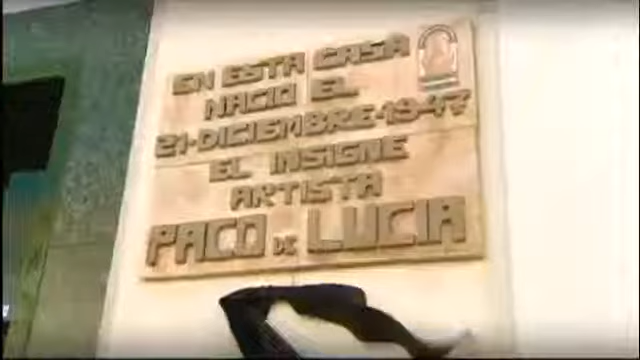 EN ESTA CASA
NACIO EL
21-DICIEMBRE-1947
EL INSIGNE
ARTISTA
PACO DE LUCIA